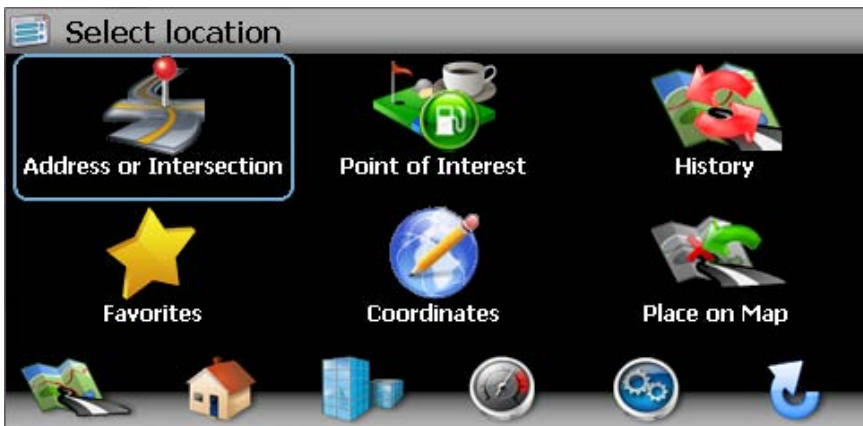 Select location
Address or Intersection
Point of Interest
History
Favorites
Coordinates
Place on Map